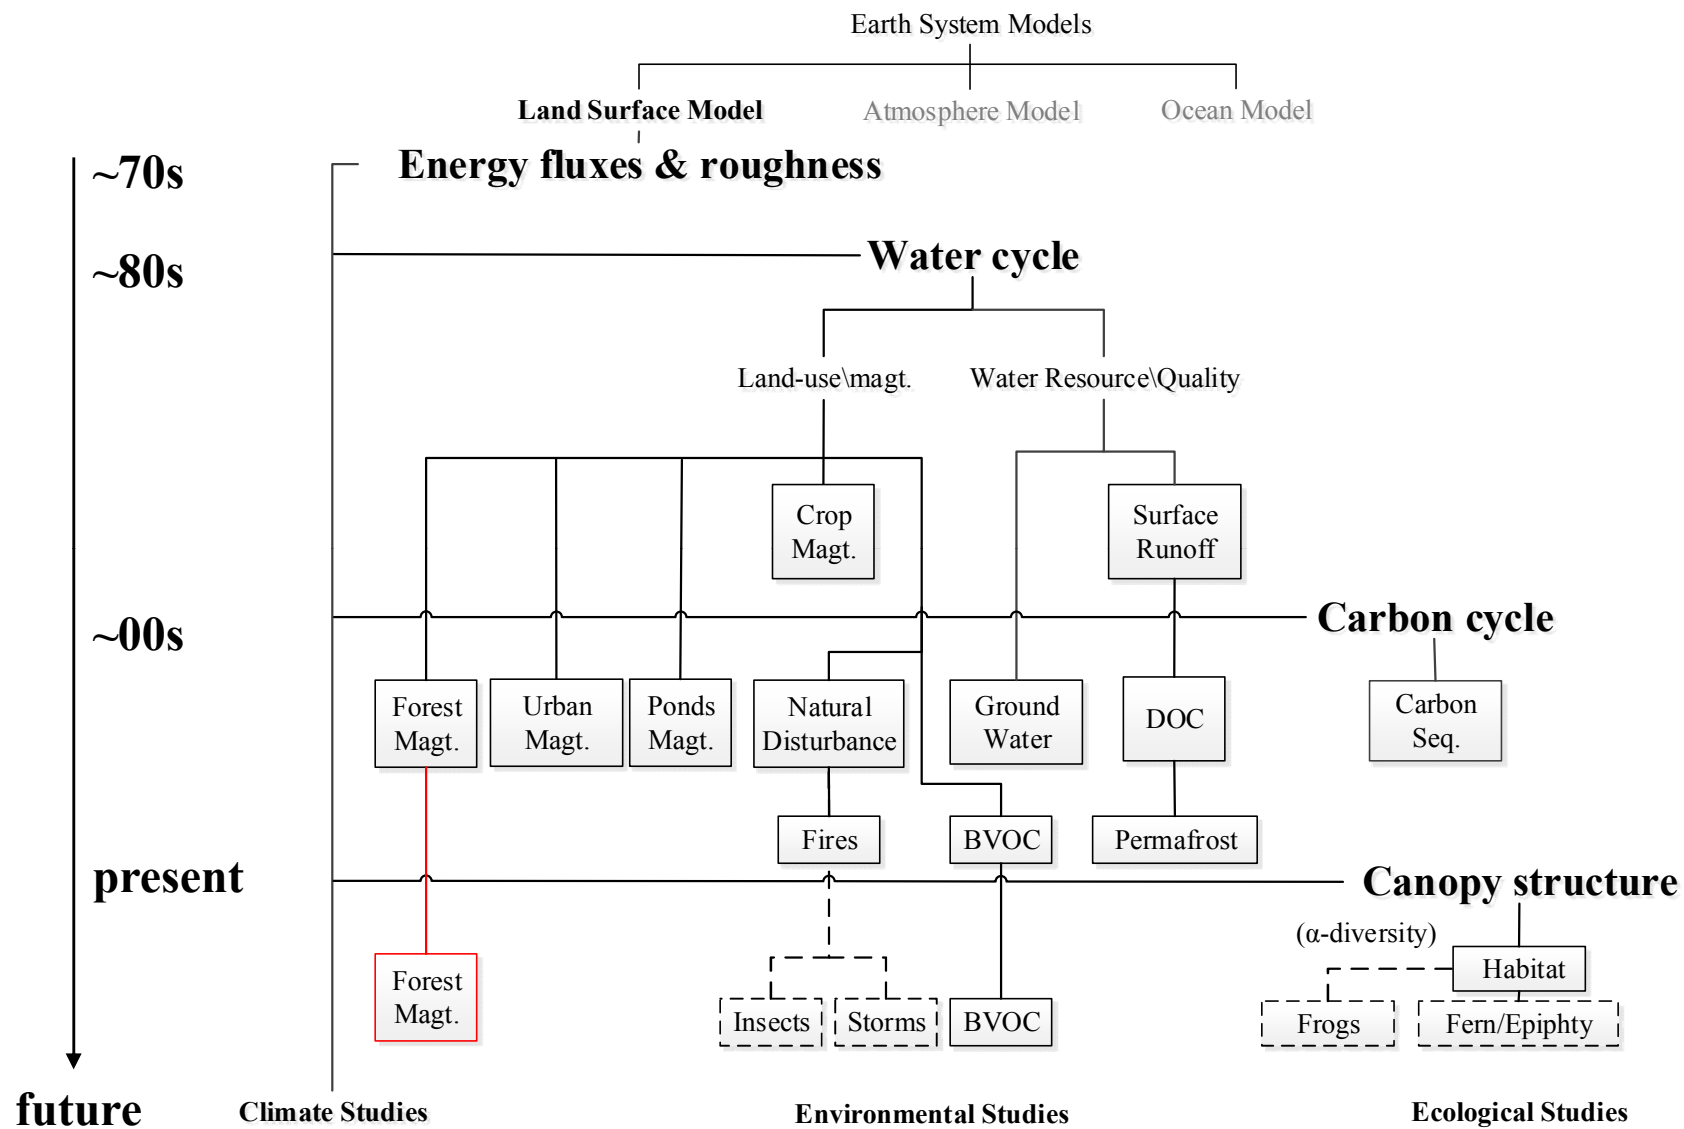 Earth System Models
Land Surface Model
Atmosphere Model
Ocean Model
~70s
Energy fluxes & roughness
~80s
Water cycle
Land-use\magt.
Water Resource\Quality
Crop
Magt.
Surface
Runoff
~00s
Carbon cycle
Forest
Magt.
Urban
Magt.
Ponds
Magt.
Natural
Disturbance
Ground
Water
DOC
Carbon
Seq.
Fires
BVOC
Permafrost
present
Canopy structure
(α-diversity)
Habitat
Forest
Magt.
Insects
Storms
BVOC
Frogs
Fern/Epiphty
future
Climate Studies
Environmental Studies
Ecological Studies